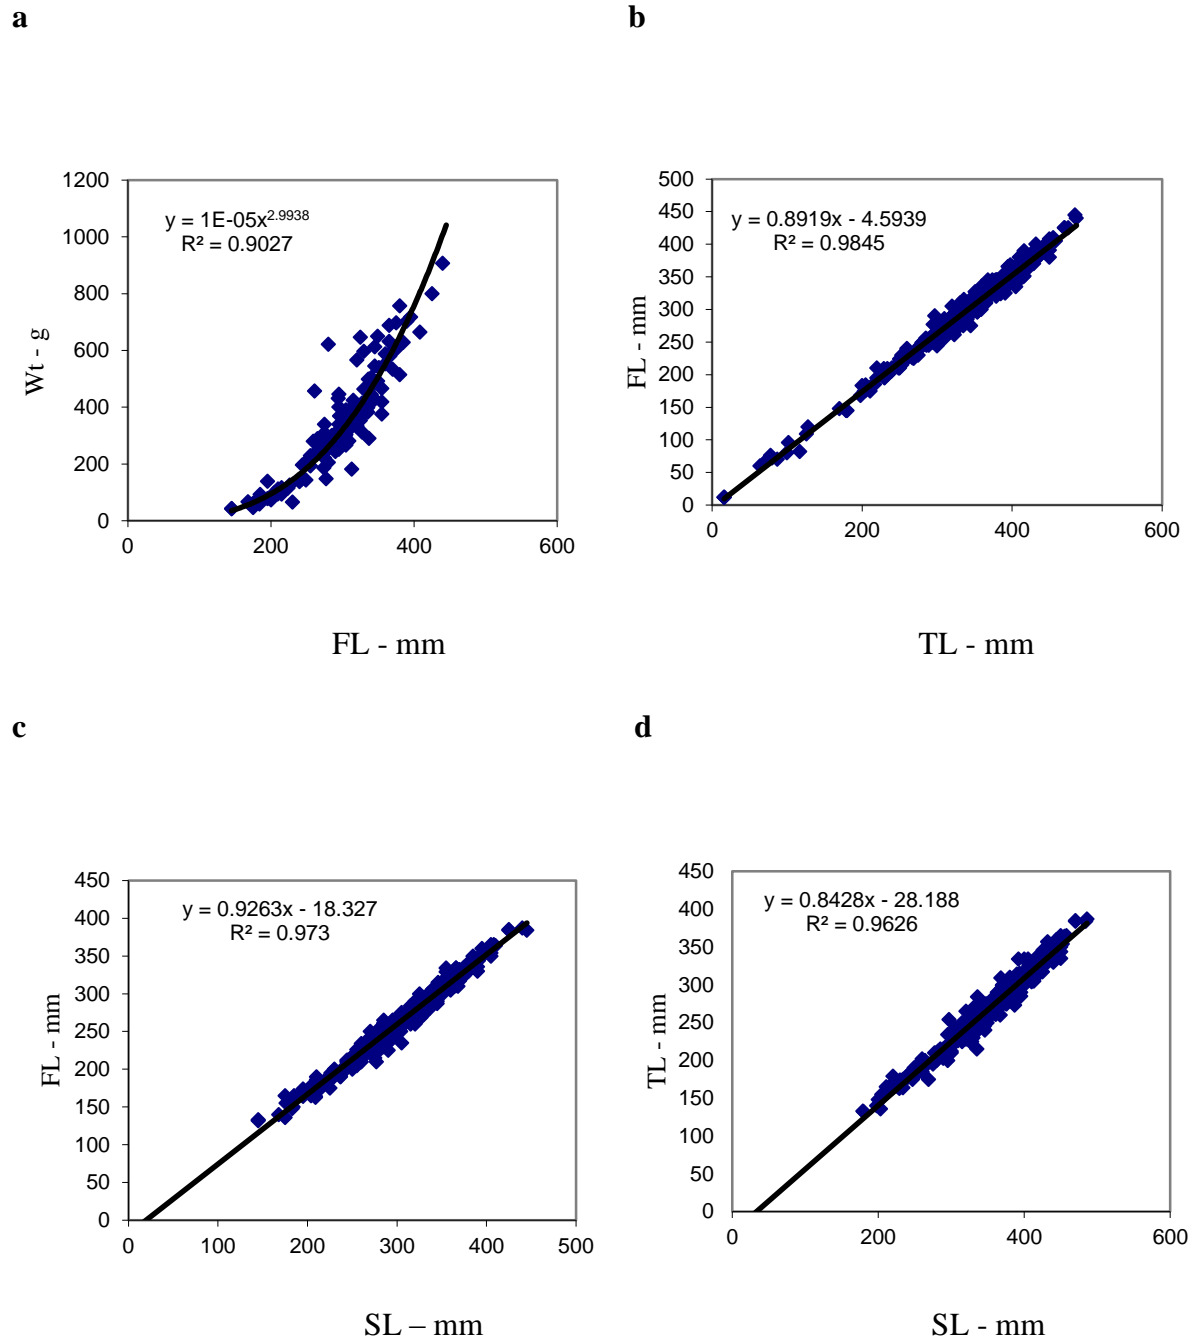 a
b
1200
1000
800
600
400
200
0
Wt - g
y = 1E-05x^2.9938
R² = 0.9027
0 200 400 600
FL - mm
500
450
400
350
300
250
200
150
100
50
0
FL - mm
y = 0.8919x - 4.5939
R² = 0.9845
0 200 400 600
TL - mm
c
d
450
400
350
300
250
200
150
100
50
0
FL - mm
y = 0.9263x - 18.327
R² = 0.973
0 100 200 300 400 500
SL – mm
450
400
350
300
250
200
150
100
50
0
TL - mm
y = 0.8428x - 28.188
R² = 0.9626
0 200 400 600
SL - mm